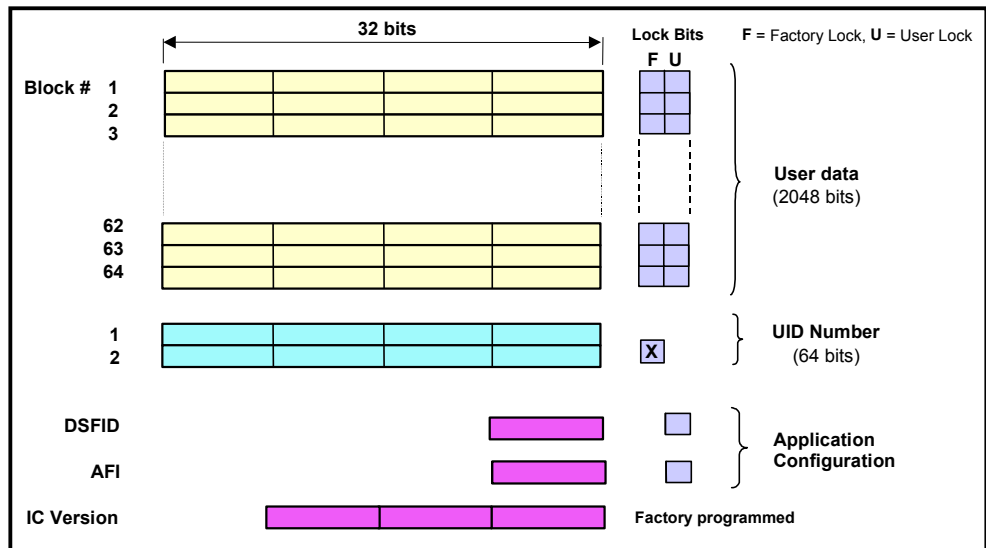 32 bits
Lock Bits
F = Factory Lock, U = User Lock
F U
Block # 1
2
3
User data
(2048 bits)
62
63
64
1
2
X
UID Number
(64 bits)
DSFID
AFI
Application
Configuration
IC Version
Factory programmed